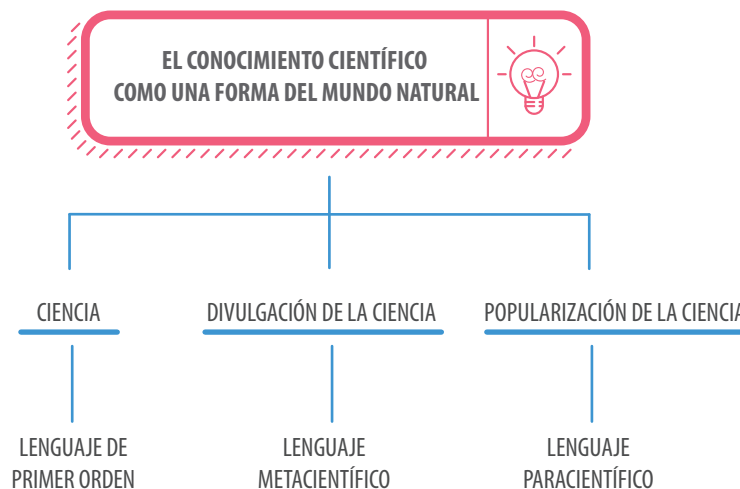 EL CONOCIMIENTO CIENTÍFICO
COMO UNA FORMA DEL MUNDO NATURAL
CIENCIA
DIVULGACIÓN DE LA CIENCIA
POPULARIZACIÓN DE LA CIENCIA
LENGUAJE DE
PRIMER ORDEN
LENGUAJE
METACIENTÍFICO
LENGUAJE
PARACIENTÍFICO